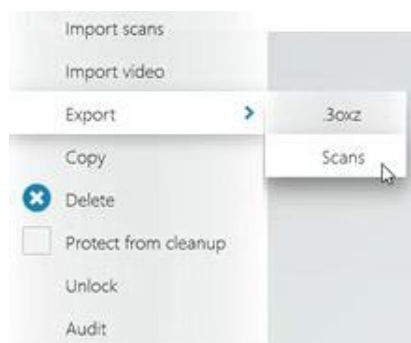 Import scans
Import video
Export
3oxz
Copy
Scans
Delete
Protect from cleanup
Unlock
Audit